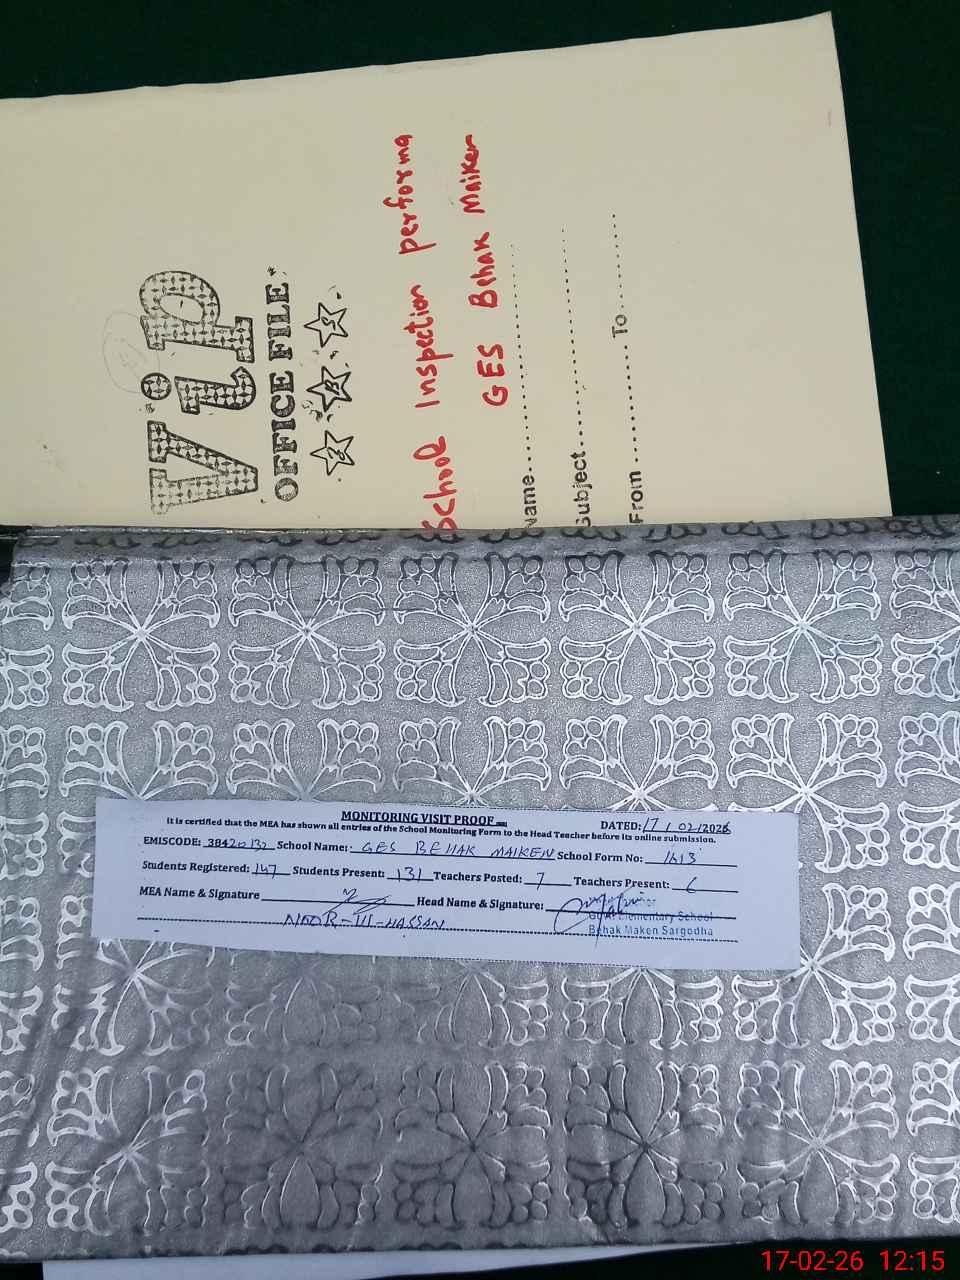 Vip
OFFICE FILE
School Inspection performa
GES Behak Maiken
Name
Subject
From To
MONITORING VISIT PROOF
It is certified that the MEA has shown all entries of the School Monitoring Form to the Head Teacher before its online submission.
DATED: 17 / 02/2026
EMISCODE: 38420132 School Name: GES BEHAK MAIKEN School Form No: 1613
Students Registered: 147 Students Present: 131 Teachers Posted: 7 Teachers Present: 6
MEA Name & Signature Head Name & Signature:
NOOR-UL-HASSAN
Govt. Elementary School
Behak Maken Sargodha
17-02-26 12:15